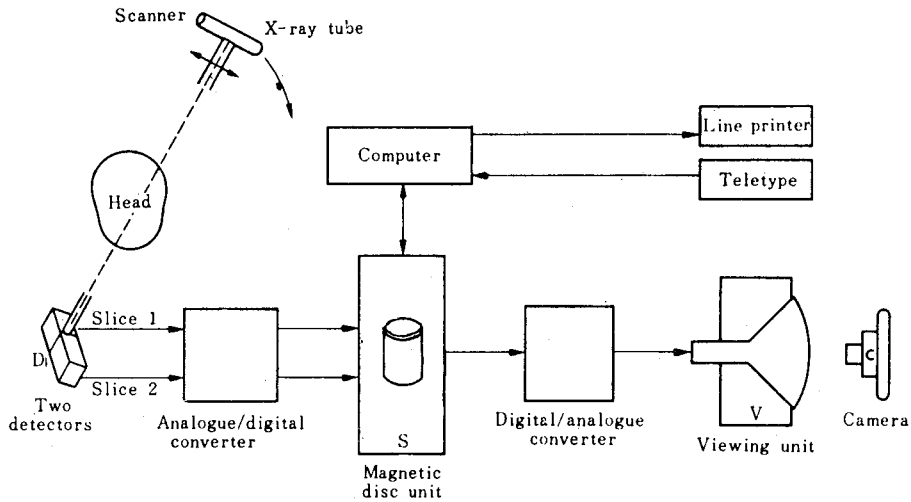 Scanner
X-ray tube
Line printer
Computer
Teletype
Head
Slice 1
D₁
Slice 2
Two
detectors
Analogue/digital
converter
S
Magnetic
disc unit
Digital/analogue
converter
V
Viewing unit
C
Camera